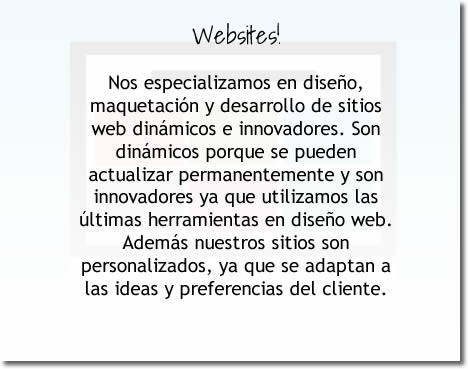 Websites!
Nos especializamos en diseño,
maquetación y desarrollo de sitios
web dinámicos e innovadores. Son
dinámicos porque se pueden
actualizar permanentemente y son
innovadores ya que utilizamos las
últimas herramientas en diseño web.
Además nuestros sitios son
personalizados, ya que se adaptan a
las ideas y preferencias del cliente.